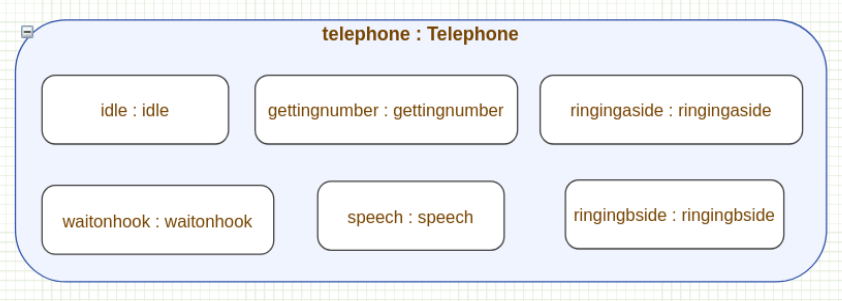 telephone : Telephone
idle : idle
gettingnumber : gettingnumber
ringingaside : ringingaside
waitonhook : waitonhook
speech : speech
ringingbside : ringingbside